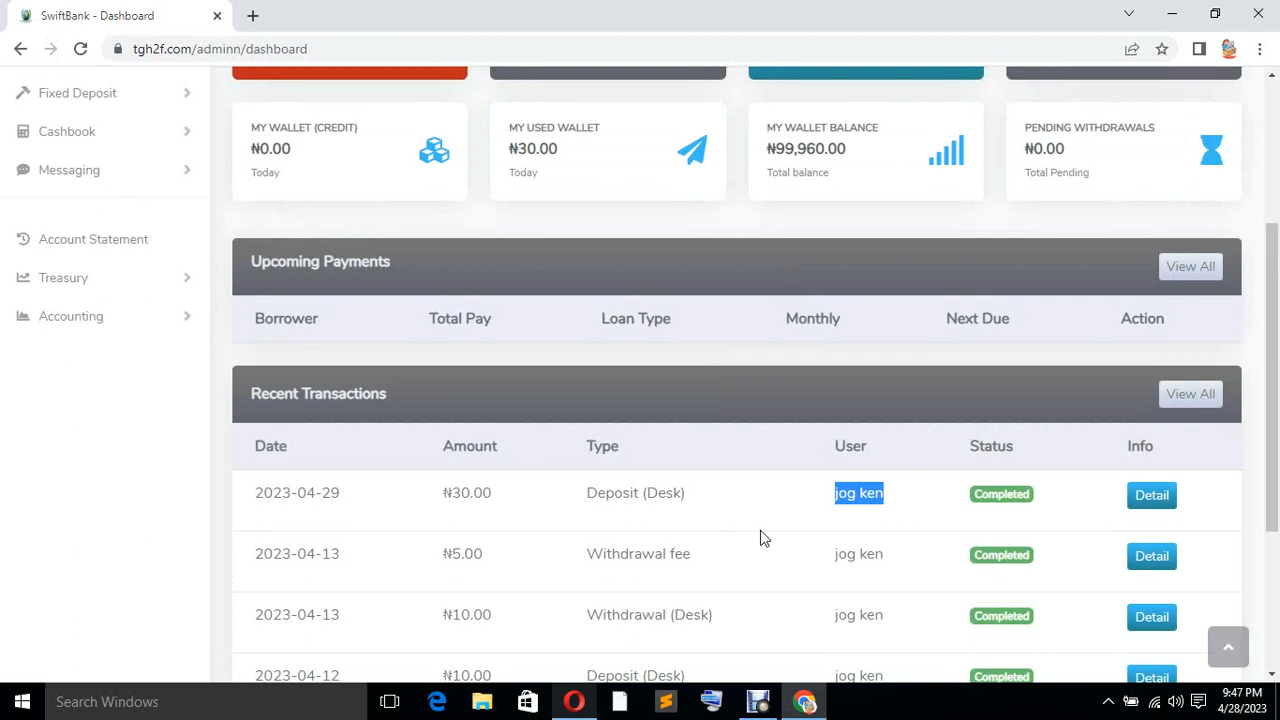 SwiftBank - Dashboard
tgh2f.com/adminn/dashboard
Fixed Deposit
Cashbook
Messaging
Account Statement
Treasury
Accounting
MY WALLET (CREDIT)
₦0.00
Today
MY USED WALLET
₦30.00
Today
MY WALLET BALANCE
₦99,960.00
Total balance
PENDING WITHDRAWALS
₦0.00
Total Pending
Upcoming Payments View All
Borrower Total Pay Loan Type Monthly Next Due Action
Recent Transactions View All
Date Amount Type User Status Info
2023-04-29 ₦30.00 Deposit (Desk) jog ken Completed Detail
2023-04-13 ₦5.00 Withdrawal fee jog ken Completed Detail
2023-04-13 ₦10.00 Withdrawal (Desk) jog ken Completed Detail
2023-04-12 ₦10.00 Deposit (Desk) jog ken Completed Detail
Search Windows
9:47 PM
4/28/2023